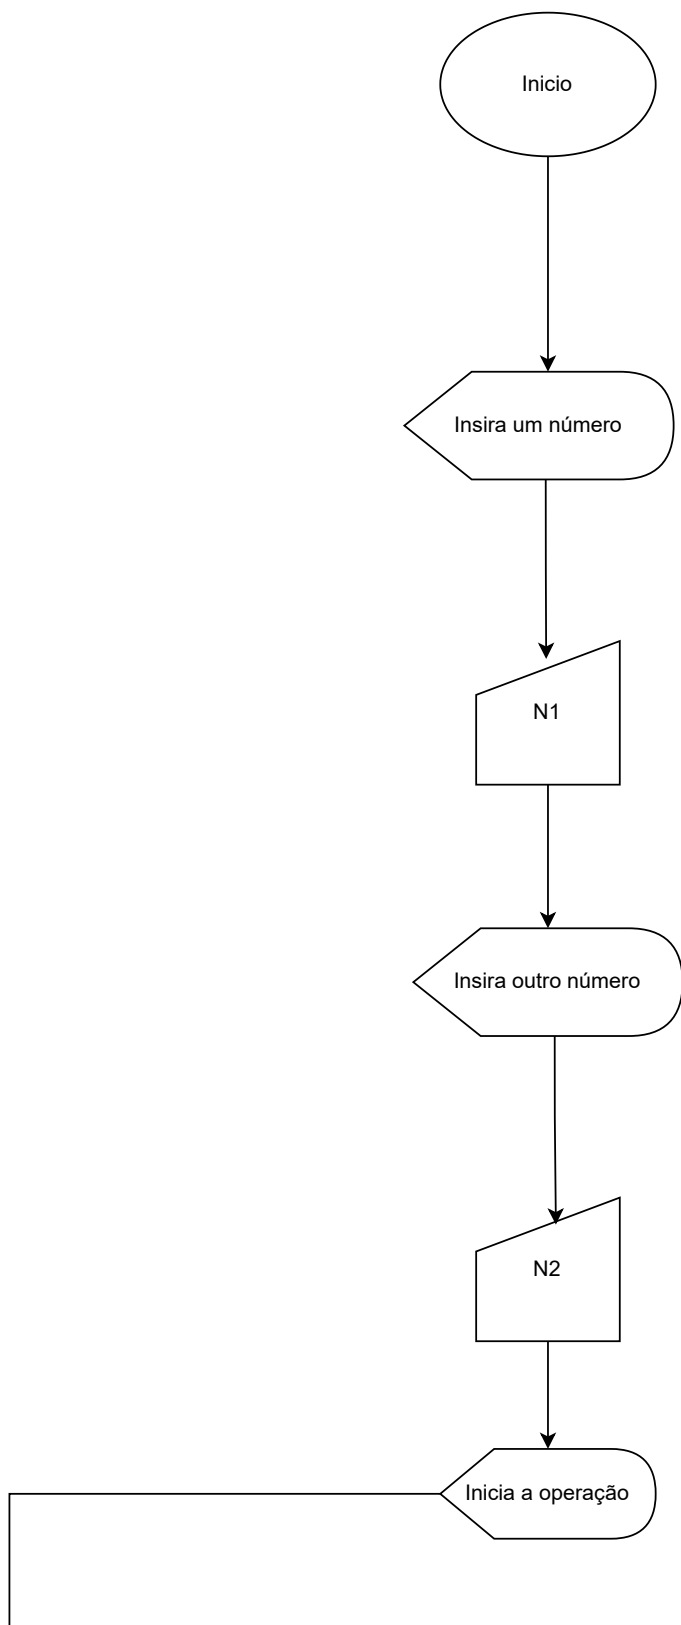 Inicio
Insira um número
N1
Insira outro número
N2
Inicia a operação